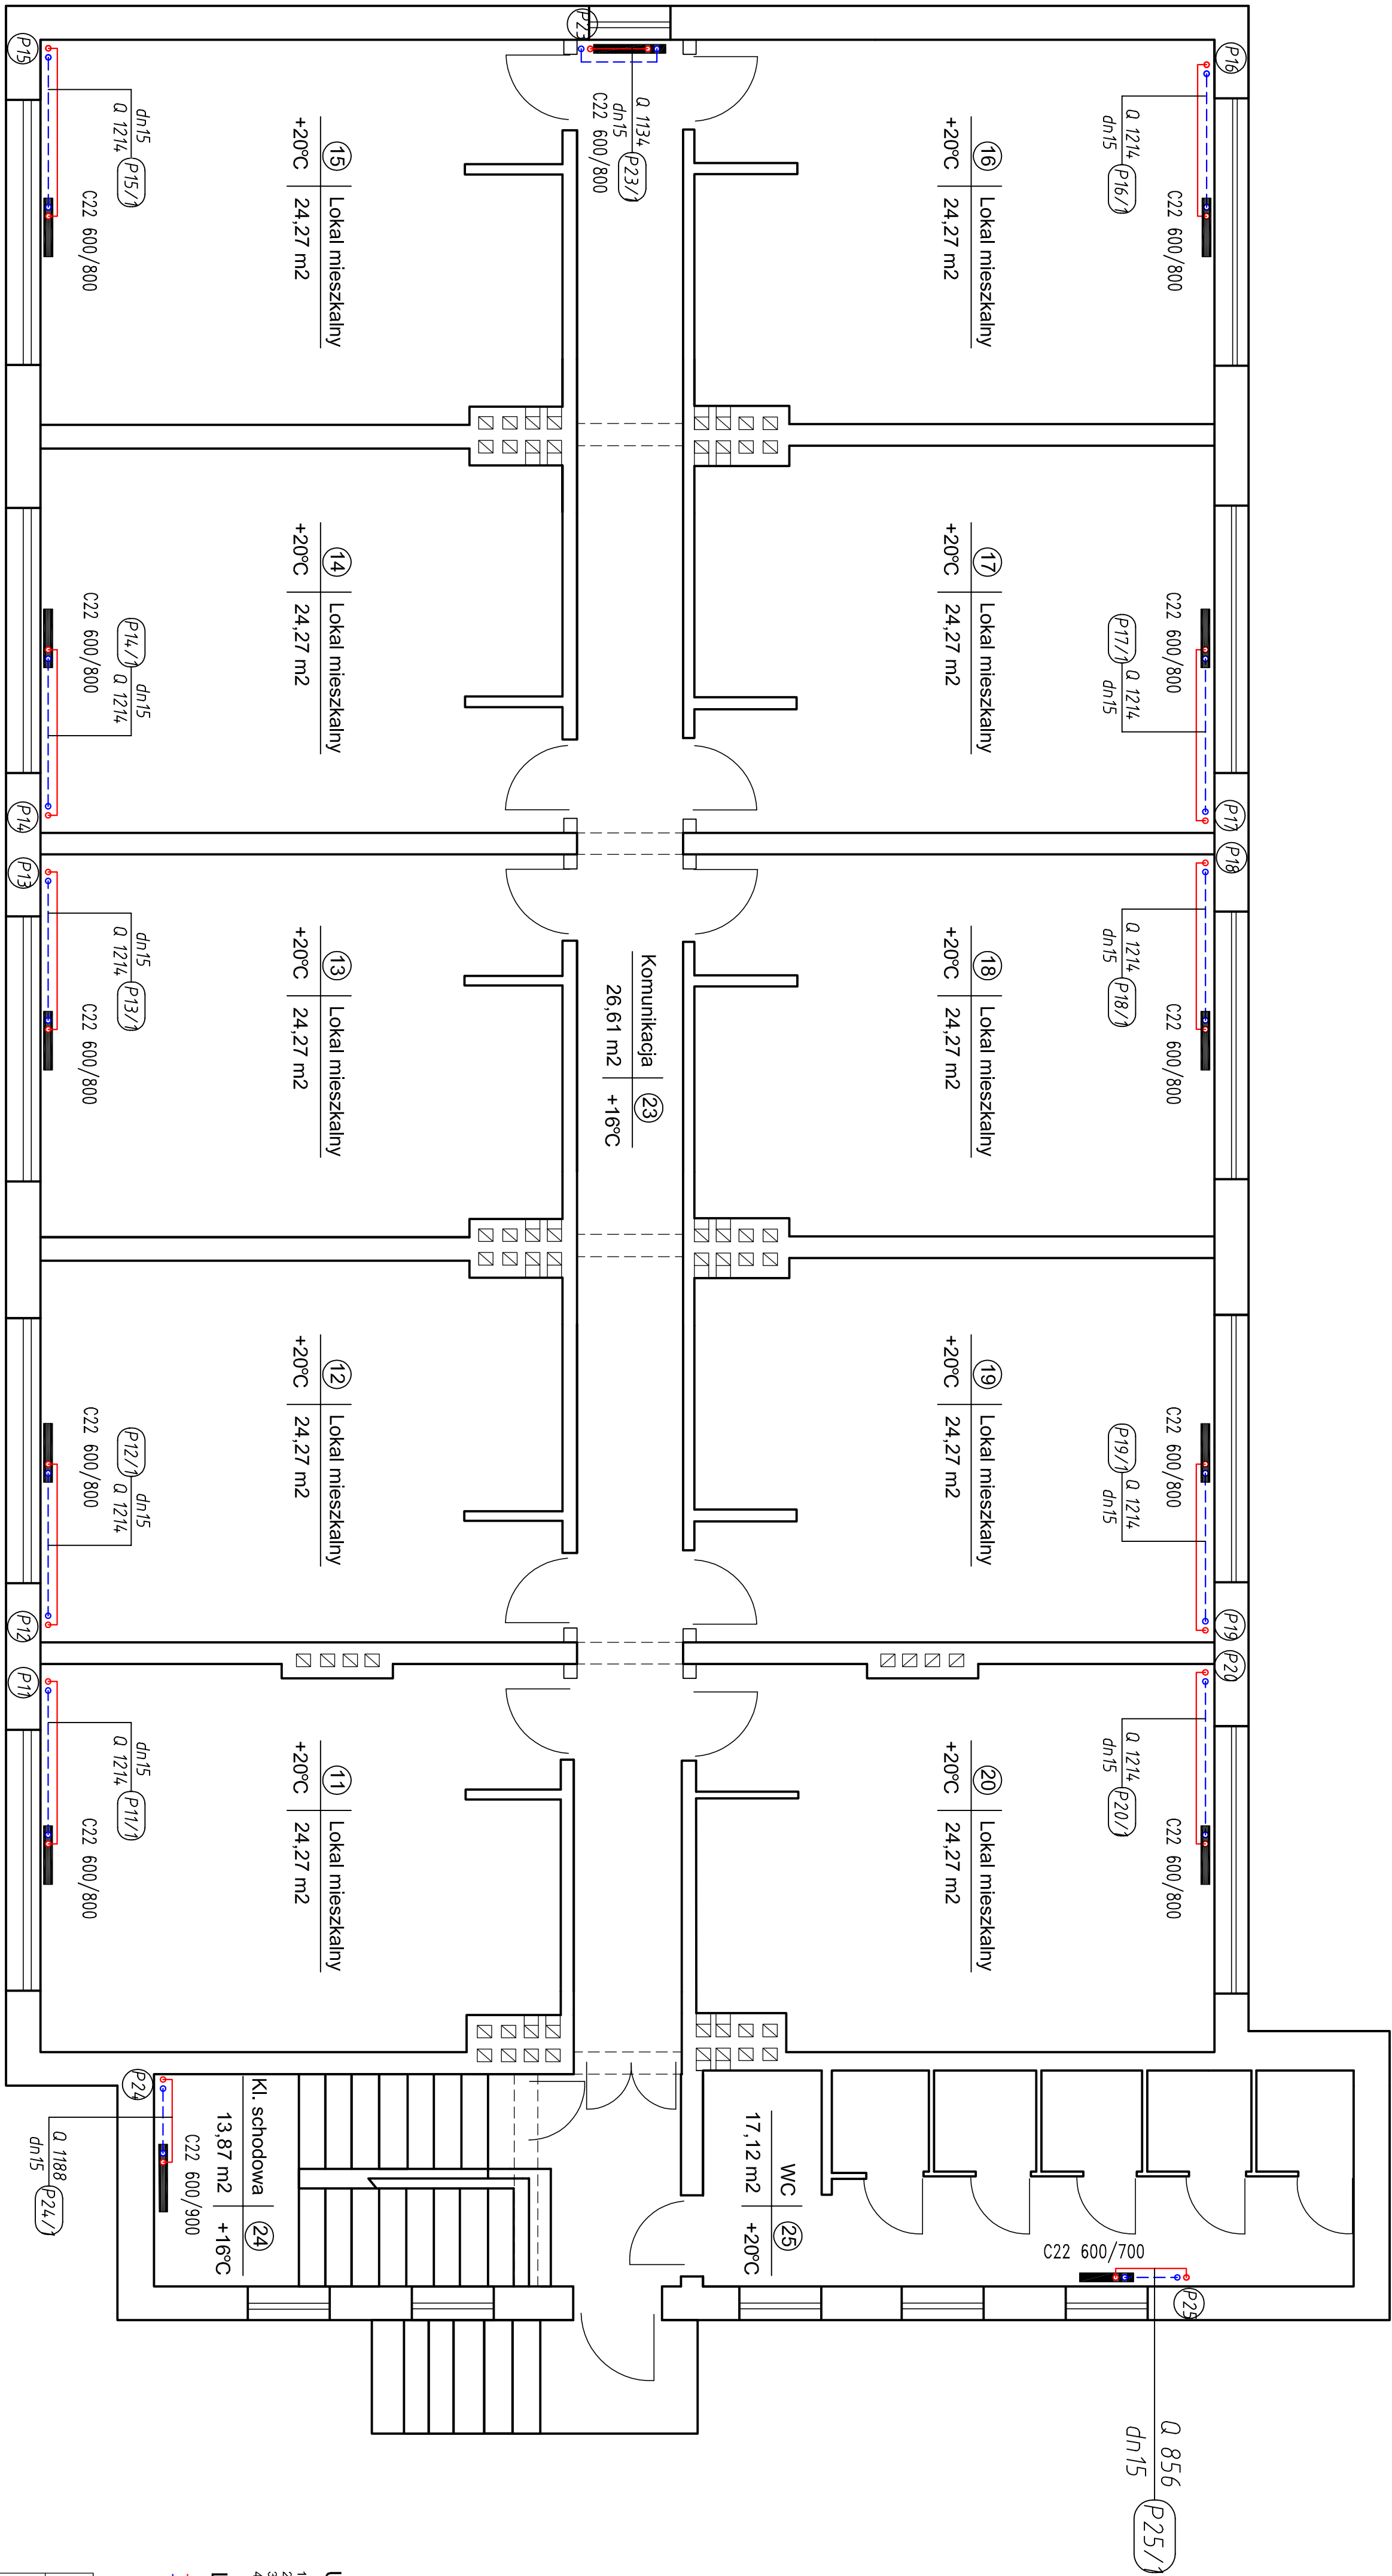 P16
Q 1214
dn15
P16/1
C22 600/800
16
Lokal mieszkalny
+20°C
24,27 m2
P17
C22 600/800
P17/1
Q 1214
dn15
17
Lokal mieszkalny
+20°C
24,27 m2
P18
Q 1214
dn15
P18/1
C22 600/800
18
Lokal mieszkalny
+20°C
24,27 m2
P19
C22 600/800
P19/1
Q 1214
dn15
19
Lokal mieszkalny
+20°C
24,27 m2
P20
Q 1214
dn15
P20/1
C22 600/800
20
Lokal mieszkalny
+20°C
24,27 m2
P25
Q 856
dn15
P25/1
C22 600/700
WC
25
17,12 m2
+20°C
P23
Q 1134
dn15
P23/1
C22 600/800
Komunikacja
23
26,61 m2
+16°C
15
Lokal mieszkalny
+20°C
24,27 m2
P15
dn15
Q 1214
P15/1
C22 600/800
14
Lokal mieszkalny
+20°C
24,27 m2
P14
P14/1
dn15
Q 1214
C22 600/800
13
Lokal mieszkalny
+20°C
24,27 m2
P13
dn15
Q 1214
P13/1
C22 600/800
12
Lokal mieszkalny
+20°C
24,27 m2
P12
P12/1
dn15
Q 1214
C22 600/800
11
Lokal mieszkalny
+20°C
24,27 m2
P11
dn15
Q 1214
P11/1
C22 600/800
Kl. schodowa
24
13,87 m2
+16°C
C22 600/900
P24
Q 1188
dn15
P24/1